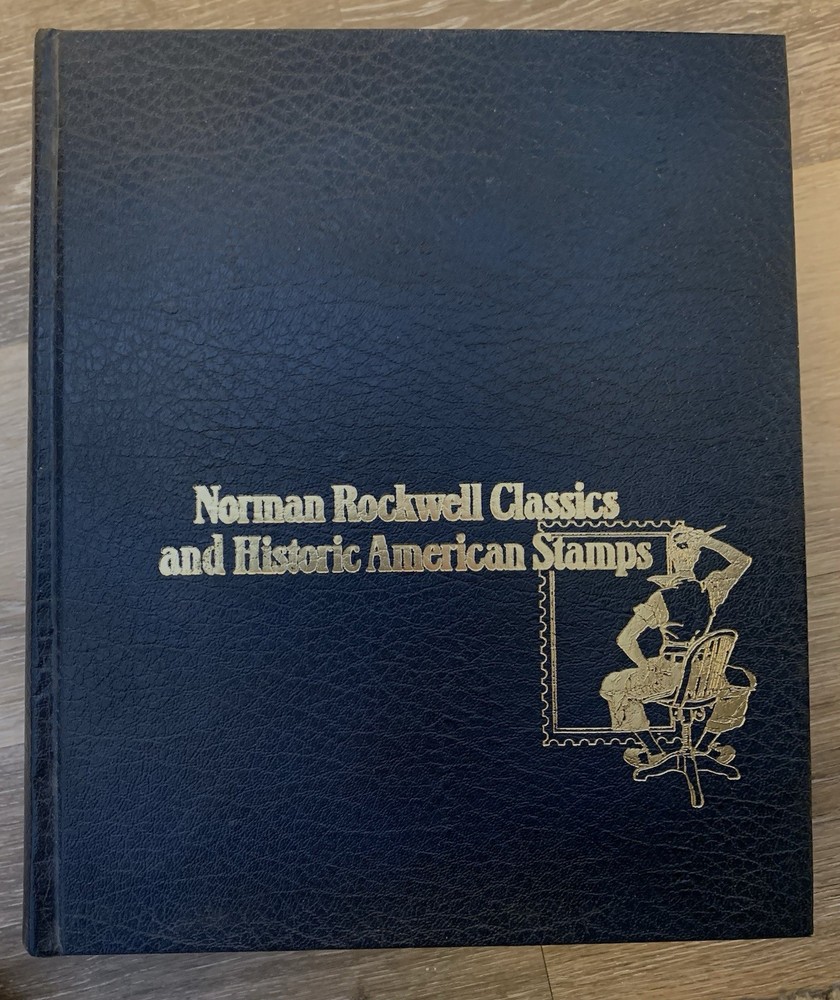 Norman Rockwell Classics
and Historic American Stamps